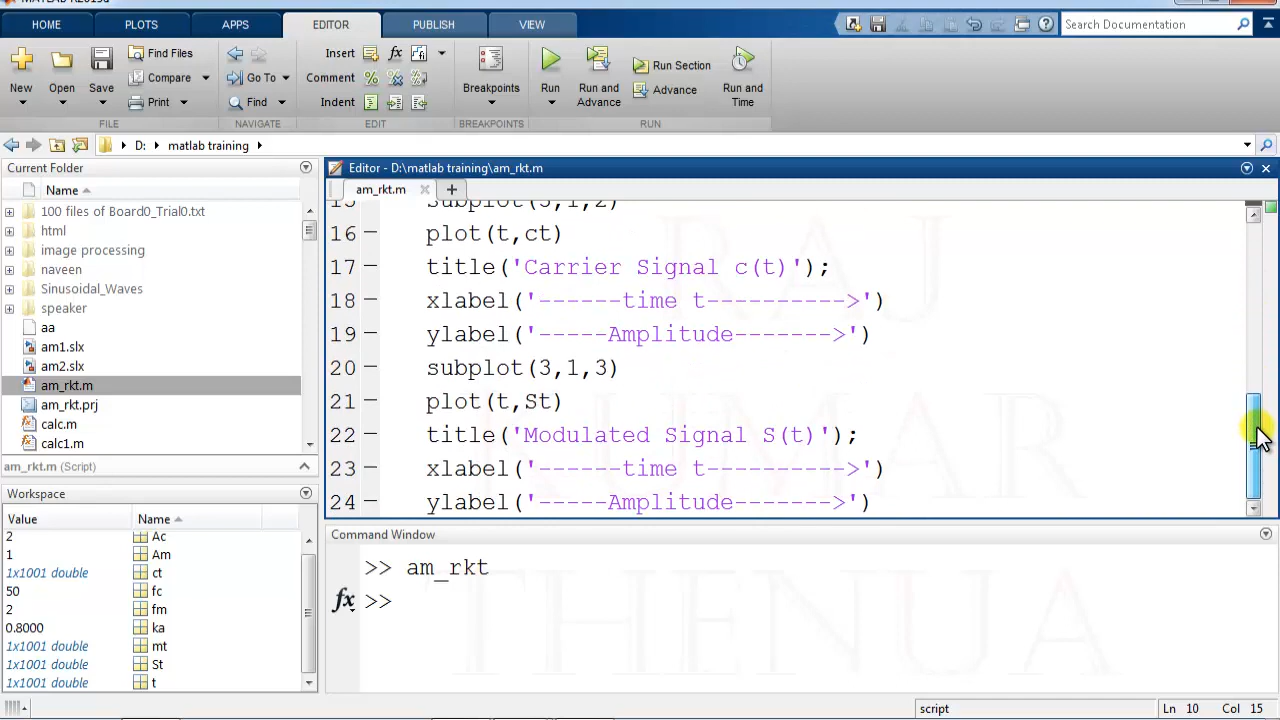 HOME PLOTS APPS EDITOR PUBLISH VIEW Search Documentation
New
Open
Save
Find Files
Compare
Print
FILE
Go To
Find
NAVIGATE
Insert fx
Comment
Indent
EDIT
Breakpoints
BREAKPOINTS
Run
Run and
Advance
Run Section
Advance
Run and
Time
RUN
D: matlab training
Current Folder
Name
100 files of Board0_Trial0.txt
html
image processing
naveen
Sinusoidal_Waves
speaker
aa
am1.slx
am2.slx
am_rkt.m
am_rkt.prj
calc.m
calc1.m
am_rkt.m (Script)
Workspace
Value Name
2 Ac
1 Am
1x1001 double ct
50 fc
2 fm
0.8000 ka
1x1001 double mt
1x1001 double St
1x1001 double t
Editor - D:\matlab training\am_rkt.m
am_rkt.m
16 plot(t,ct)
17 title('Carrier Signal c(t)');
18 xlabel('------time t---------->')
19 ylabel('-----Amplitude------->')
20 subplot(3,1,3)
21 plot(t,St)
22 title('Modulated Signal S(t)');
23 xlabel('------time t---------->')
24 ylabel('-----Amplitude------->')
Command Window
>> am_rkt
fx >>
RAJ
KUMAR
THENUA
script Ln 10 Col 15